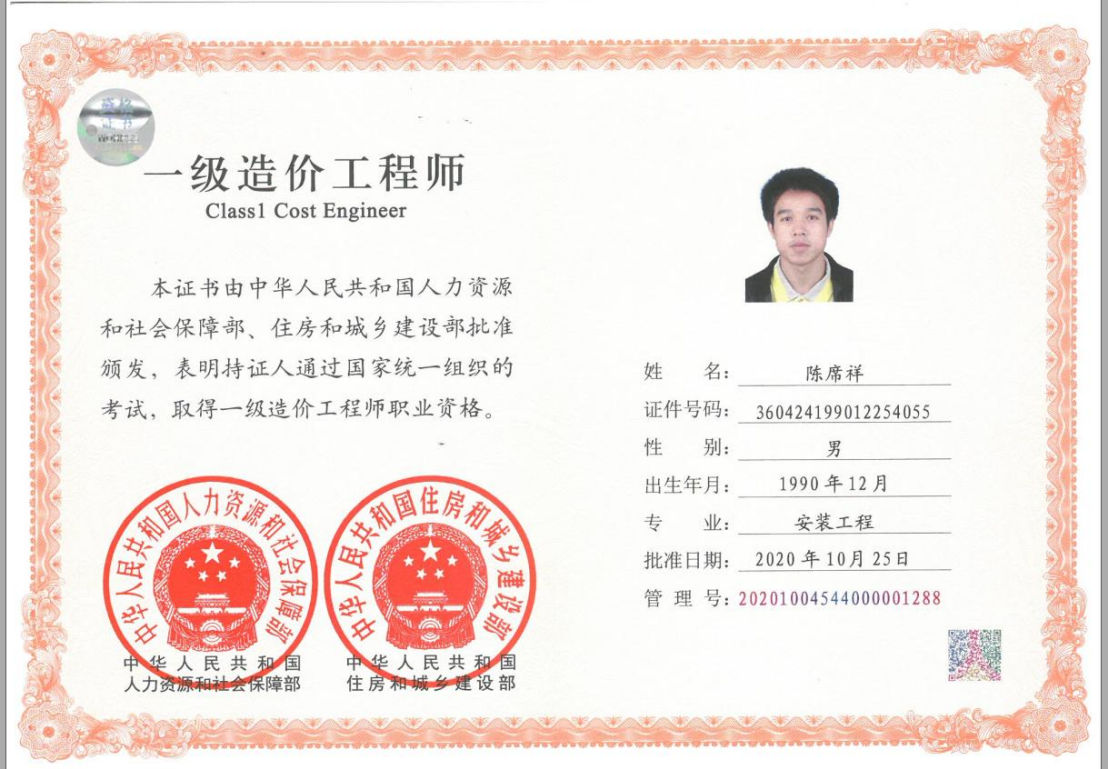 一级造价工程师
Class1 Cost Engineer
本证书由中华人民共和国人力资源
和社会保障部、住房和城乡建设部批准
颁发，表明持证人通过国家统一组织的
考试，取得一级造价工程师职业资格。
中华人民共和国人力资源和社会保障部
中华人民共和国住房和城乡建设部
中华人民共和国
人力资源和社会保障部
中华人民共和国
住房和城乡建设部
姓 名：陈席祥
证件号码：360424199012254055
性 别：男
出生年月：1990年12月
专 业：安装工程
批准日期：2020年10月25日
管 理 号：20201004544000001288